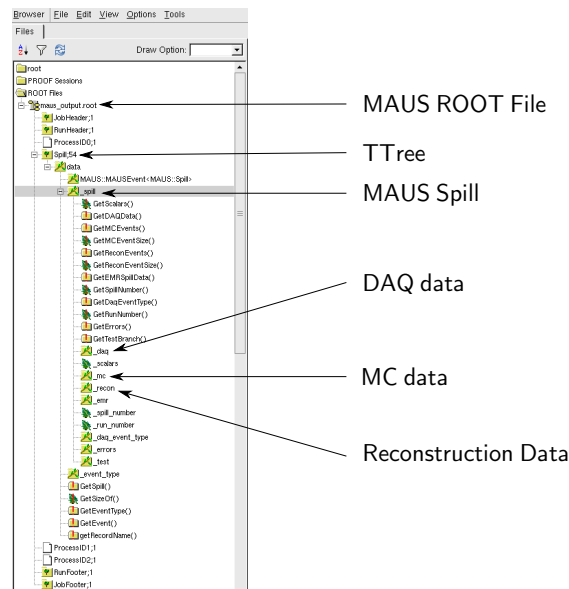 Browser File Edit View Options Tools
Files
Draw Option:
root
PROOF Sessions
ROOT Files
maus_output.root
JobHeader;1
RunHeader;1
ProcessID0;1
Spill;54
data
MAUS::MAUSEvent<MAUS::Spill>
_spill
GetScalars()
GetDAQData()
GetMCEvents()
GetMCEventSize()
GetReconEvents()
GetReconEventSize()
GetEMRSpillData()
GetSpillNumber()
GetDaqEventType()
GetRunNumber()
GetErrors()
GetTestBranch()
_daq
_scalars
_mc
_recon
_emr
_spill_number
_run_number
_daq_event_type
_errors
_test
_event_type
GetSpill()
GetSizeOf()
GetEventType()
GetEvent()
getRecordName()
ProcessID1;1
ProcessID2;1
RunFooter;1
JobFooter;1
MAUS ROOT File
TTree
MAUS Spill
DAQ data
MC data
Reconstruction Data